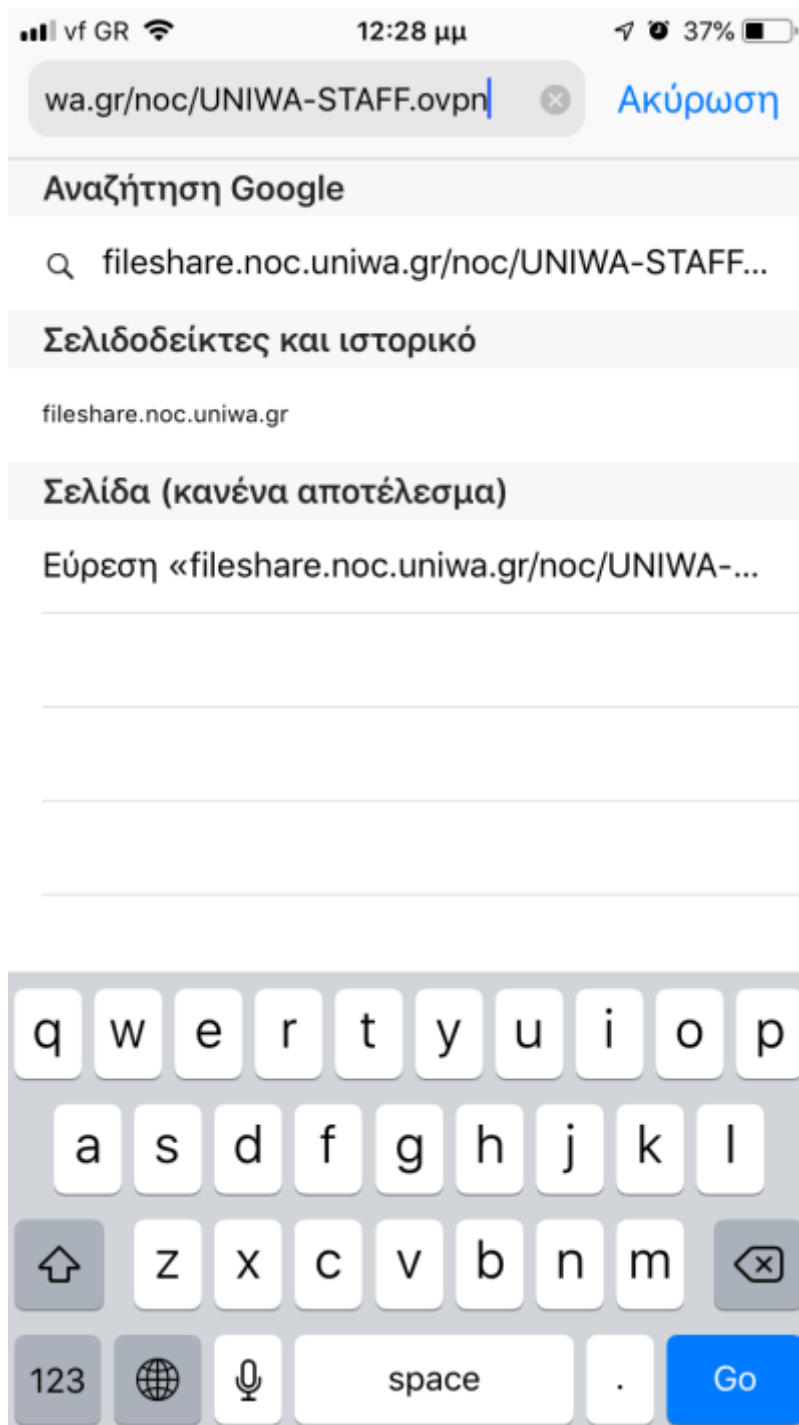 vf GR 12:28 μμ 37%
wa.gr/noc/UNIWA-STAFF.ovpn Ακύρωση
Αναζήτηση Google
fileshare.noc.uniwa.gr/noc/UNIWA-STAFF...
Σελιδοδείκτες και ιστορικό
fileshare.noc.uniwa.gr
Σελίδα (κανένα αποτέλεσμα)
Εύρεση «fileshare.noc.uniwa.gr/noc/UNIWA-...
q w e r t y u i o p
a s d f g h j k l
z x c v b n m
123 space . Go